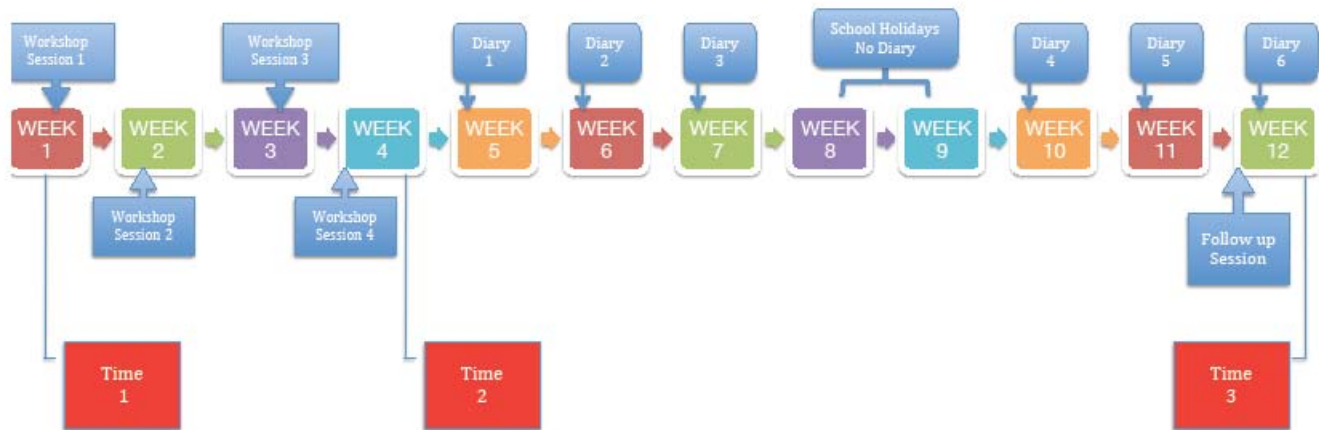 Workshop
Session 1
Workshop
Session 3
Diary
1
Diary
2
Diary
3
School Holidays
No Diary
Diary
4
Diary
5
Diary
6
WEEK
1
WEEK
2
WEEK
3
WEEK
4
WEEK
5
WEEK
6
WEEK
7
WEEK
8
WEEK
9
WEEK
10
WEEK
11
WEEK
12
Workshop
Session 2
Workshop
Session 4
Follow up
Session
Time
1
Time
2
Time
3